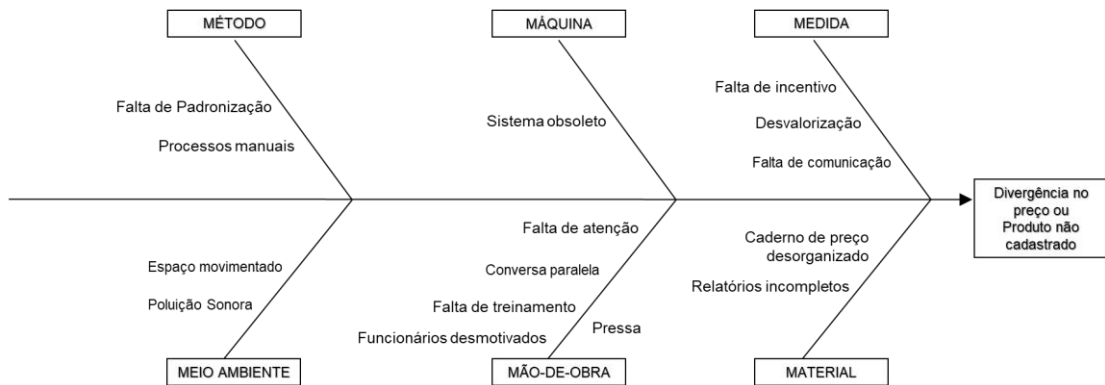 MÉTODO
MÁQUINA
MEDIDA
Falta de Padronização
Processos manuais
Sistema obsoleto
Falta de incentivo
Desvalorização
Falta de comunicação
Divergência no
preço ou
Produto não
cadastrado
Espaço movimentado
Poluição Sonora
Falta de atenção
Conversa paralela
Falta de treinamento
Funcionários desmotivados
Pressa
Caderno de preço
desorganizado
Relatórios incompletos
MEIO AMBIENTE
MÃO-DE-OBRA
MATERIAL